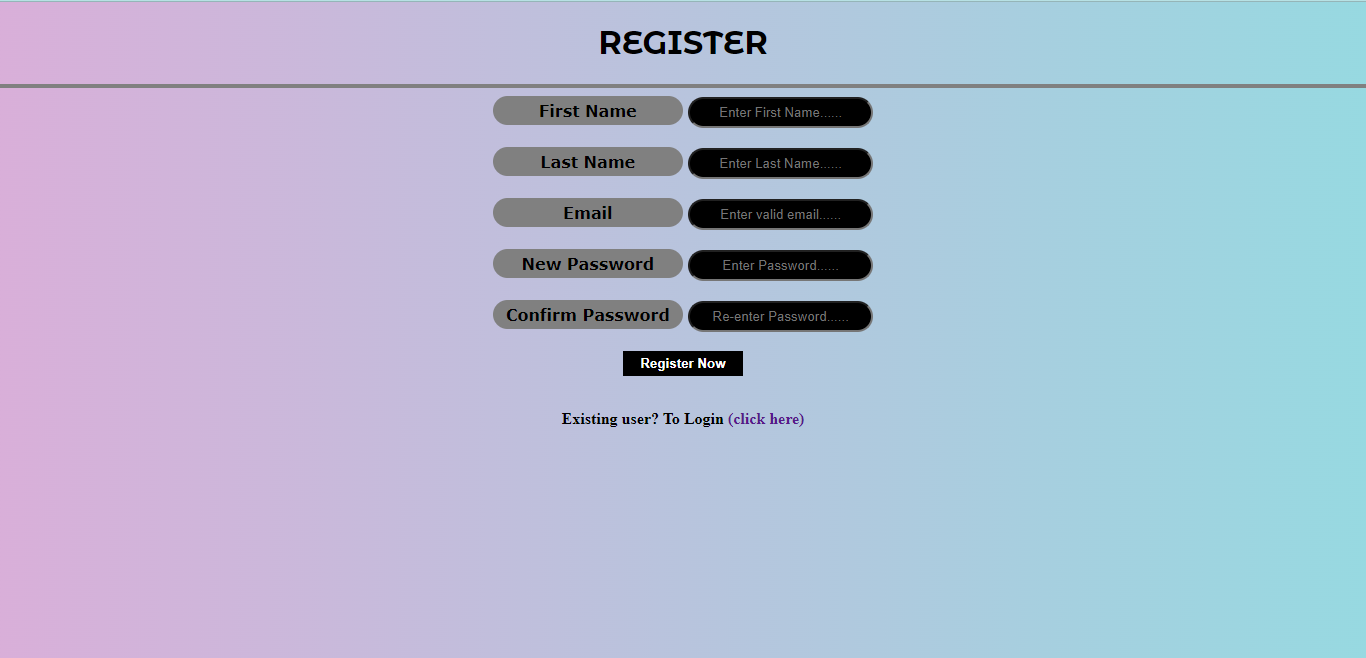 REGISTER
First Name Enter First Name......
Last Name Enter Last Name......
Email Enter valid email......
New Password Enter Password......
Confirm Password Re-enter Password......
Register Now
Existing user? To Login (click here)